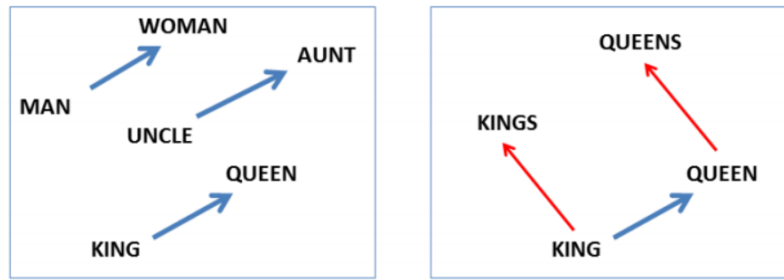 WOMAN
AUNT
MAN
UNCLE
QUEEN
KING
QUEENS
KINGS
QUEEN
KING